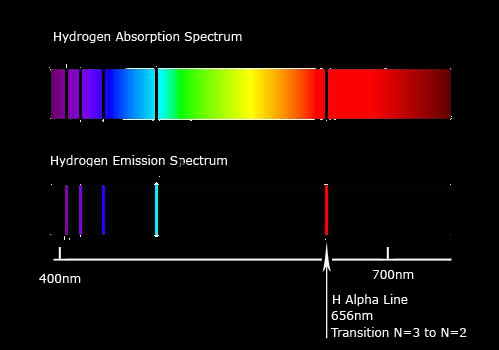 Hydrogen Absorption Spectrum
Hydrogen Emission Spectrum
400nm
700nm
H Alpha Line
656nm
Transition N=3 to N=2